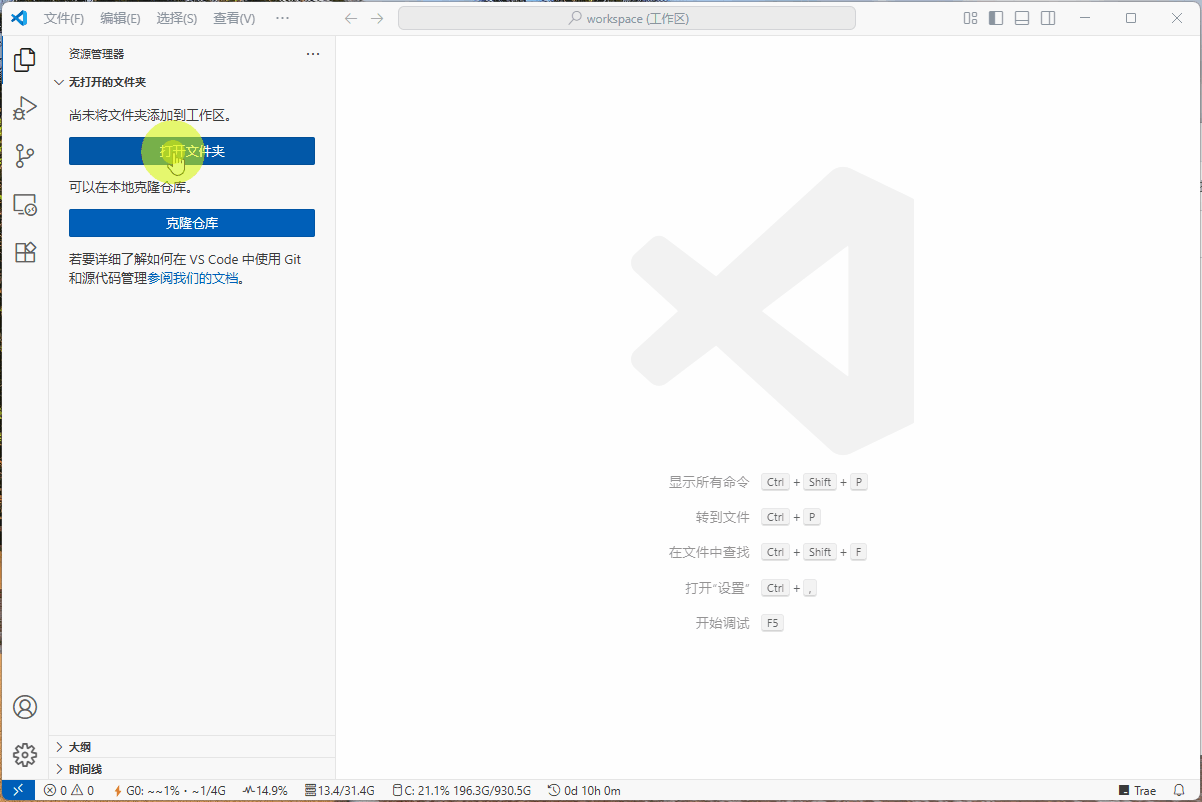 文件(F) 编辑(E) 选择(S) 查看(V) ··· workspace (工作区)
资源管理器 ···
无打开的文件夹
尚未将文件夹添加到工作区。
打开文件夹
可以在本地克隆仓库。
克隆仓库
若要详细了解如何在 VS Code 中使用 Git
和源代码管理参阅我们的文档。
显示所有命令 Ctrl + Shift + P
转到文件 Ctrl + P
在文件中查找 Ctrl + Shift + F
打开“设置” Ctrl + ,
开始调试 F5
大纲
时间线
0 0 G0: ~~1% · ~1/4G 14.9% 13.4/31.4G C: 21.1% 196.3G/930.5G 0d 10h 0m Trae